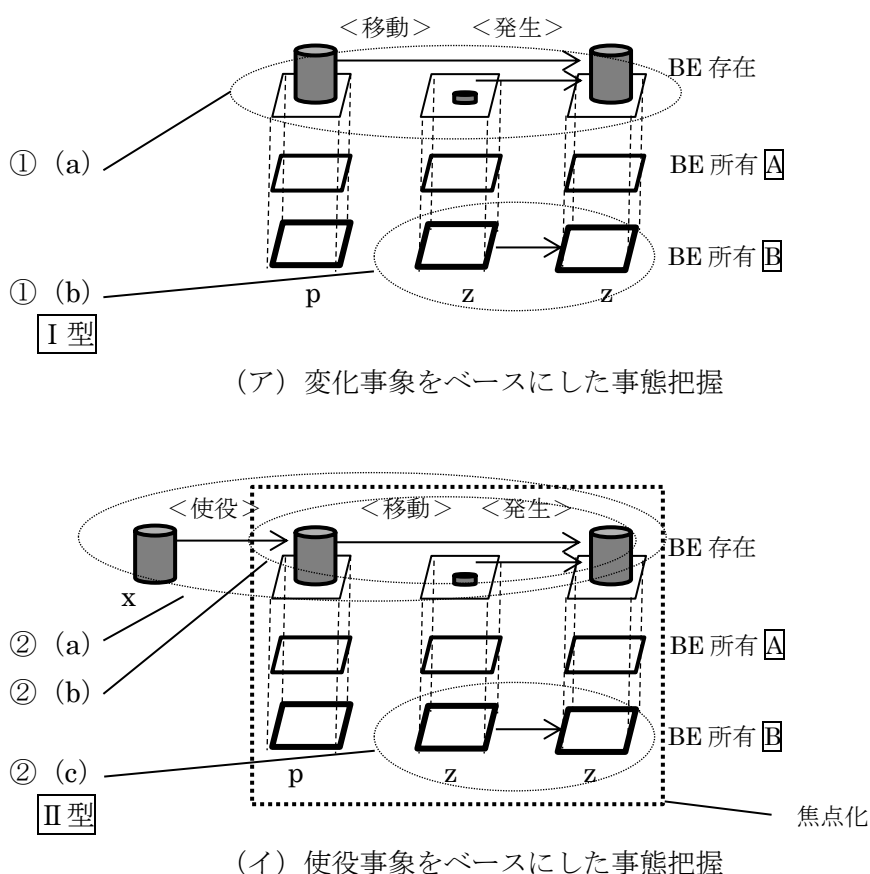 ＜移動＞ ＜発生＞
BE 存在
① (a)
BE 所有 A
BE 所有 B
① (b)
p z z
Ⅰ型
（ア）変化事象をベースにした事態把握
＜使役＞ ＜移動＞ ＜発生＞
BE 存在
x
② (a)
BE 所有 A
② (b)
BE 所有 B
② (c)
p z z
Ⅱ型
焦点化
（イ）使役事象をベースにした事態把握